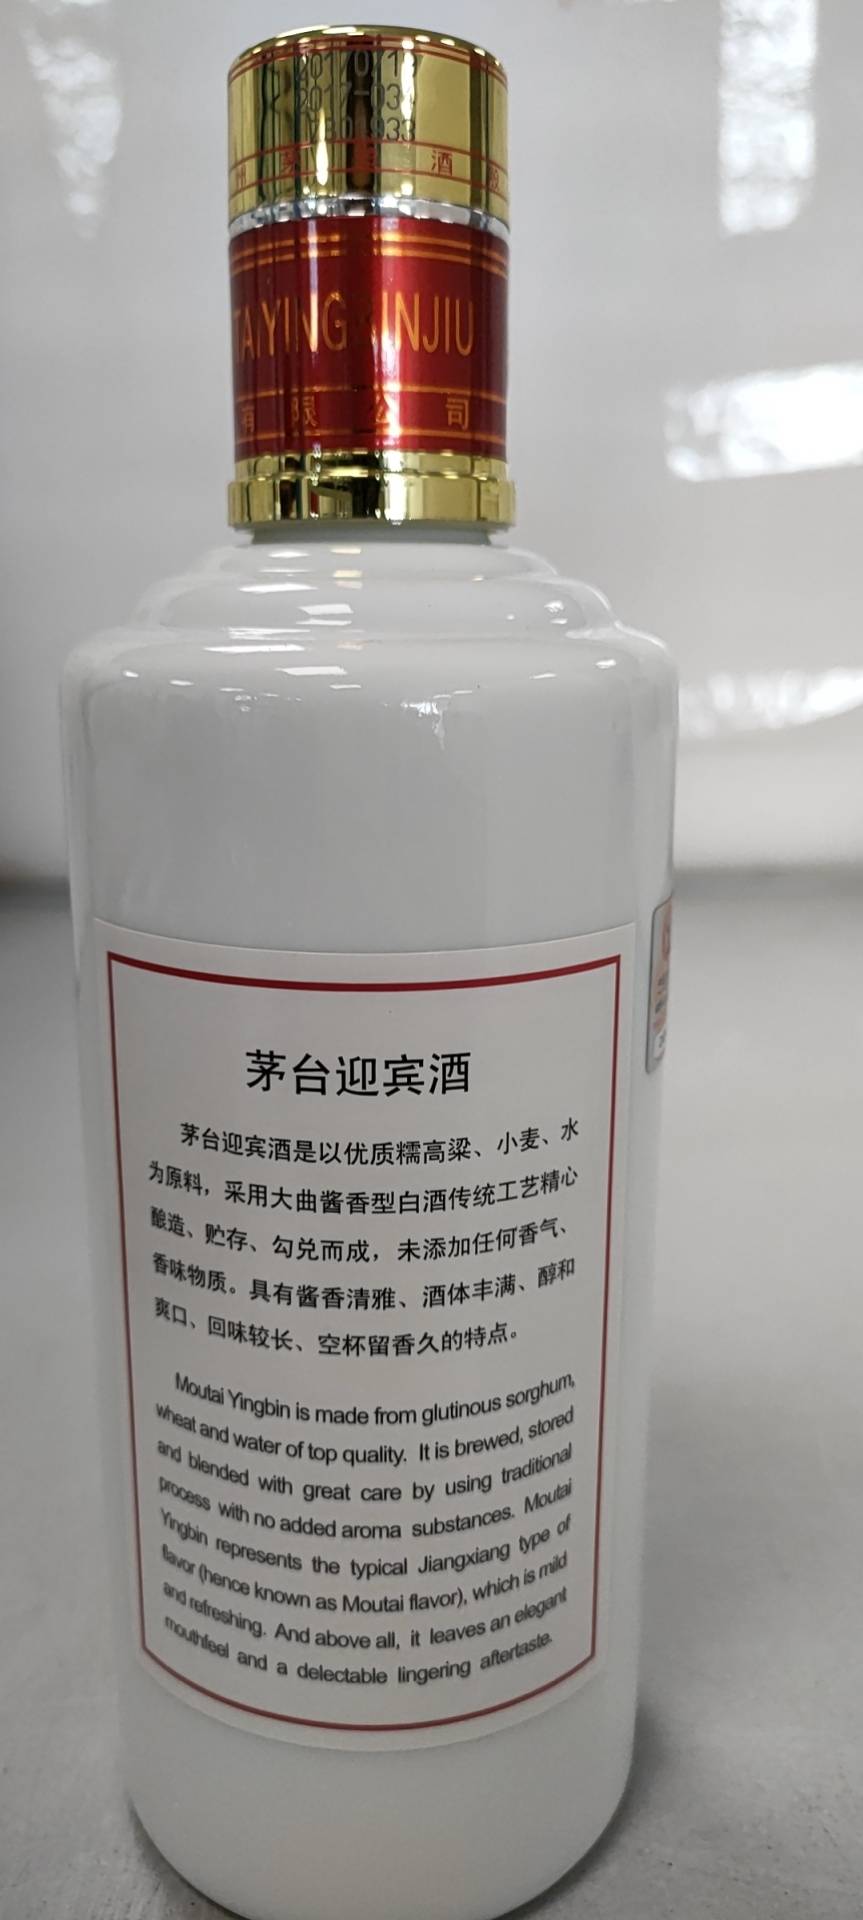 2017-03
933
酒
TAIYINGBINJIU
有限公司
茅台迎宾酒
茅台迎宾酒是以优质糯高粱、小麦、水
为原料，采用大曲酱香型白酒传统工艺精心
酿造、贮存、勾兑而成，未添加任何香气、
香味物质。具有酱香清雅、酒体丰满、醇和
爽口、回味较长、空杯留香久的特点。
Moutai Yingbin is made from glutinous sorghum,
wheat and water of top quality. It is brewed, stored
and blended with great care by using traditional
process with no added aroma substances. Moutai
Yingbin represents the typical Jiangxiang type of
flavor (hence known as Moutai flavor), which is mild
and refreshing. And above all, it leaves an elegant
mouthfeel and a delectable lingering aftertaste.